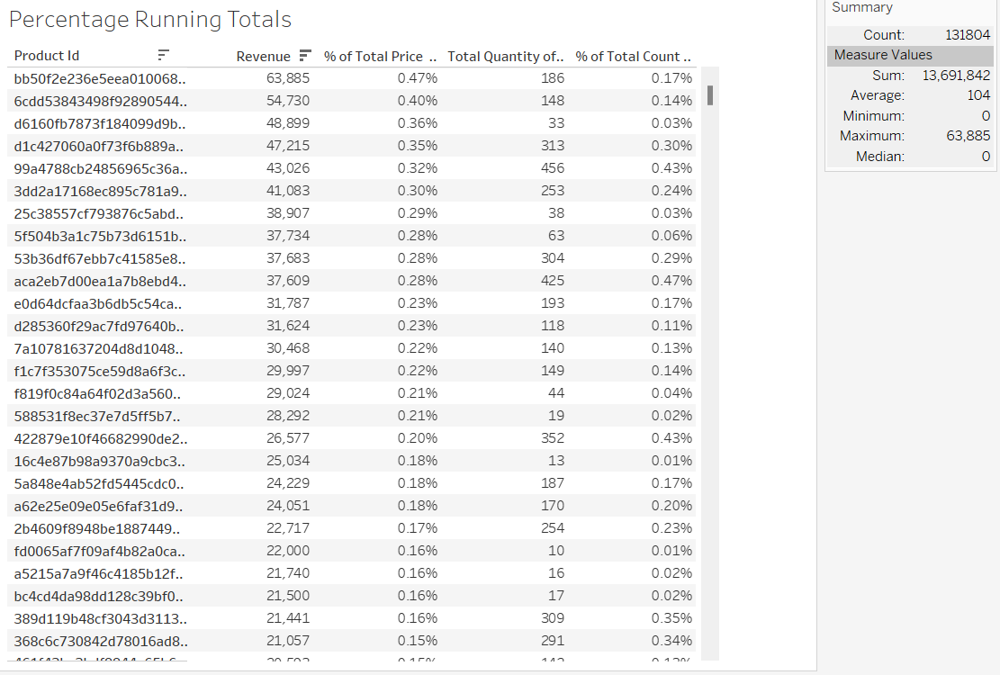 Percentage Running Totals
Product Id Revenue % of Total Price .. Total Quantity of.. % of Total Count ..
bb50f2e236e5eea010068.. 63,885 0.47% 186 0.17%
6cdd53843498f92890544.. 54,730 0.40% 148 0.14%
d6160fb7873f184099d9b.. 48,899 0.36% 33 0.03%
d1c427060a0f73f6b889a.. 47,215 0.35% 313 0.30%
99a4788cb24856965c36a.. 43,026 0.32% 456 0.43%
3dd2a17168ec895c781a9.. 41,083 0.30% 253 0.24%
25c38557cf793876c5abd.. 38,907 0.29% 38 0.03%
5f504b3a1c75b73d6151b.. 37,734 0.28% 63 0.06%
53b36df67ebb7c41585e8.. 37,683 0.28% 304 0.29%
aca2eb7d00ea1a7b8ebd4.. 37,609 0.28% 425 0.47%
e0d64dcfaa3b6db5c54ca.. 31,787 0.23% 193 0.17%
d285360f29ac7fd97640b.. 31,624 0.23% 118 0.11%
7a10781637204d8d1048.. 30,468 0.22% 140 0.13%
f1c7f353075ce59d8a6f3c.. 29,997 0.22% 149 0.14%
f819f0c84a64f02d3a560.. 29,024 0.21% 44 0.04%
588531f8ec37e7d5ff5b7.. 28,292 0.21% 19 0.02%
422879e10f46682990de2.. 26,577 0.20% 352 0.43%
16c4e87b98a9370a9cbc3.. 25,034 0.18% 13 0.01%
5a848e4ab52fd5445cdc0.. 24,229 0.18% 187 0.17%
a62e25e09e05e6faf31d9.. 24,051 0.18% 170 0.20%
2b4609f8948be1887449.. 22,717 0.17% 254 0.23%
fd0065af7f09af4b82a0ca.. 22,000 0.16% 10 0.01%
a5215a7a9f46c4185b12f.. 21,740 0.16% 16 0.02%
bc4cd4da98dd128c39bf0.. 21,500 0.16% 17 0.02%
389d119b48cf3043d3113.. 21,441 0.16% 309 0.35%
368c6c730842d78016ad8.. 21,057 0.15% 291 0.34%
Summary
Count: 131804
Measure Values
Sum: 13,691,842
Average: 104
Minimum: 0
Maximum: 63,885
Median: 0